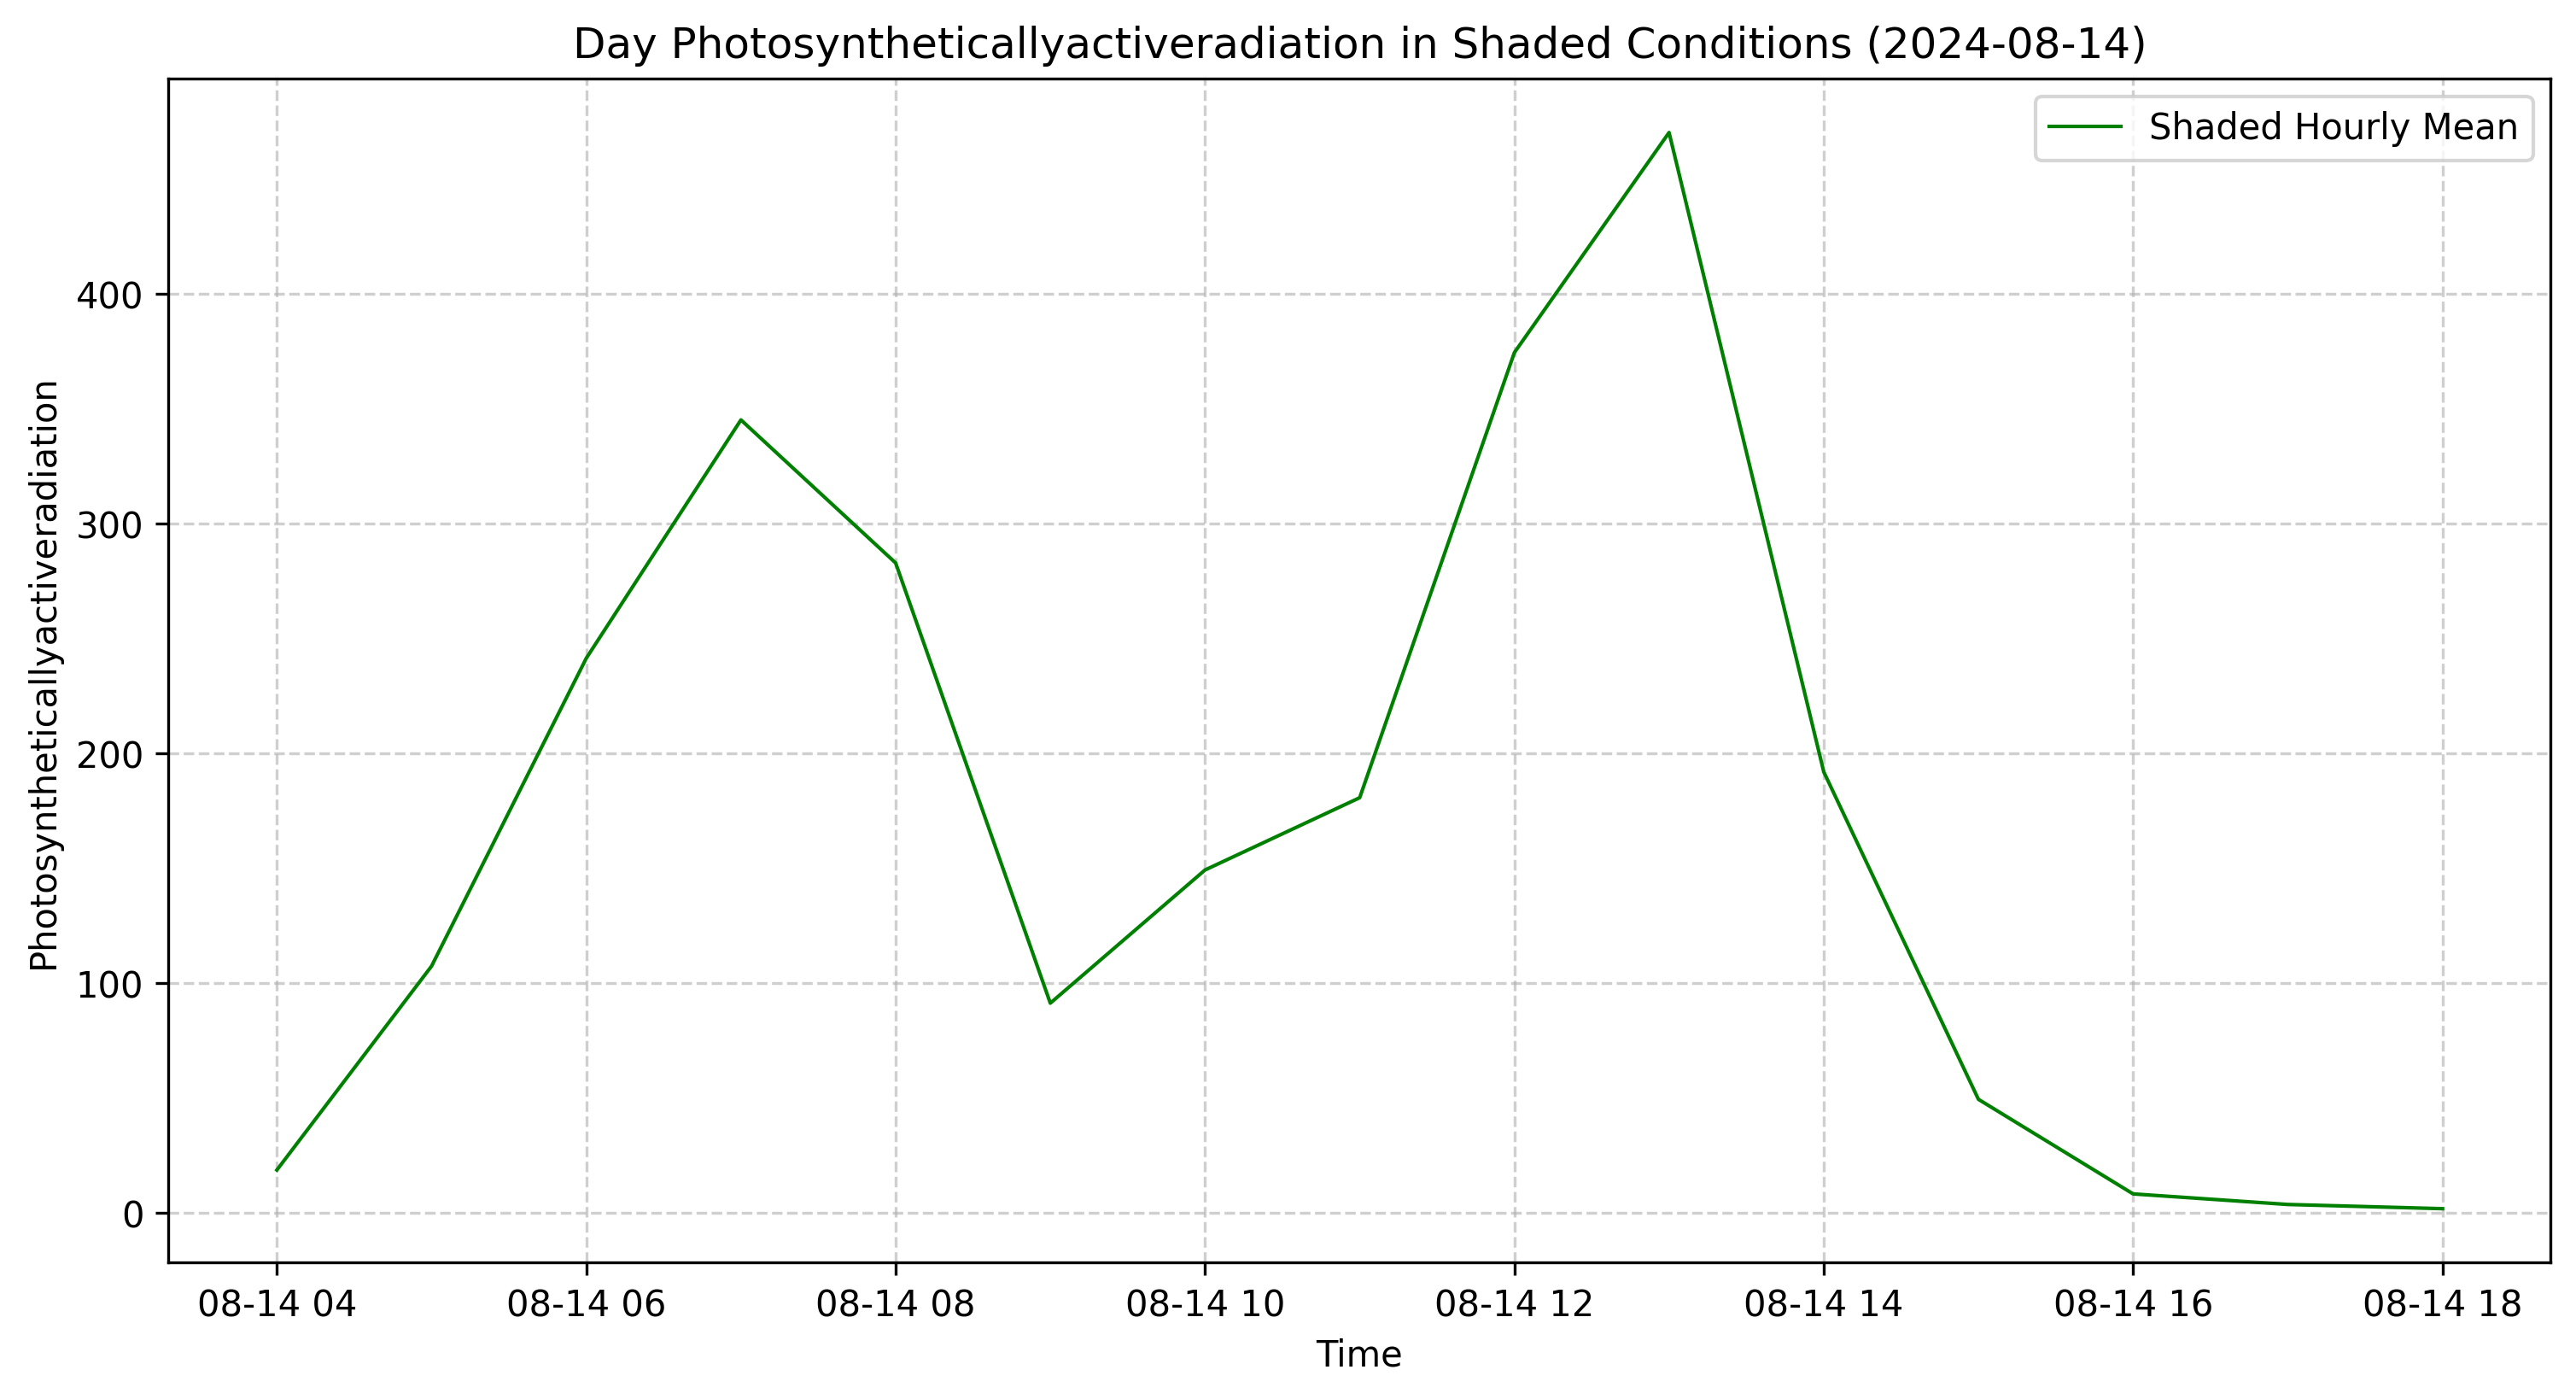 Day Photosyntheticallyactiveradiation in Shaded Conditions (2024-08-14)
Shaded Hourly Mean
Photosyntheticallyactiveradiation
400
300
200
100
0
08-14 04 08-14 06 08-14 08 08-14 10 08-14 12 08-14 14 08-14 16 08-14 18
Time